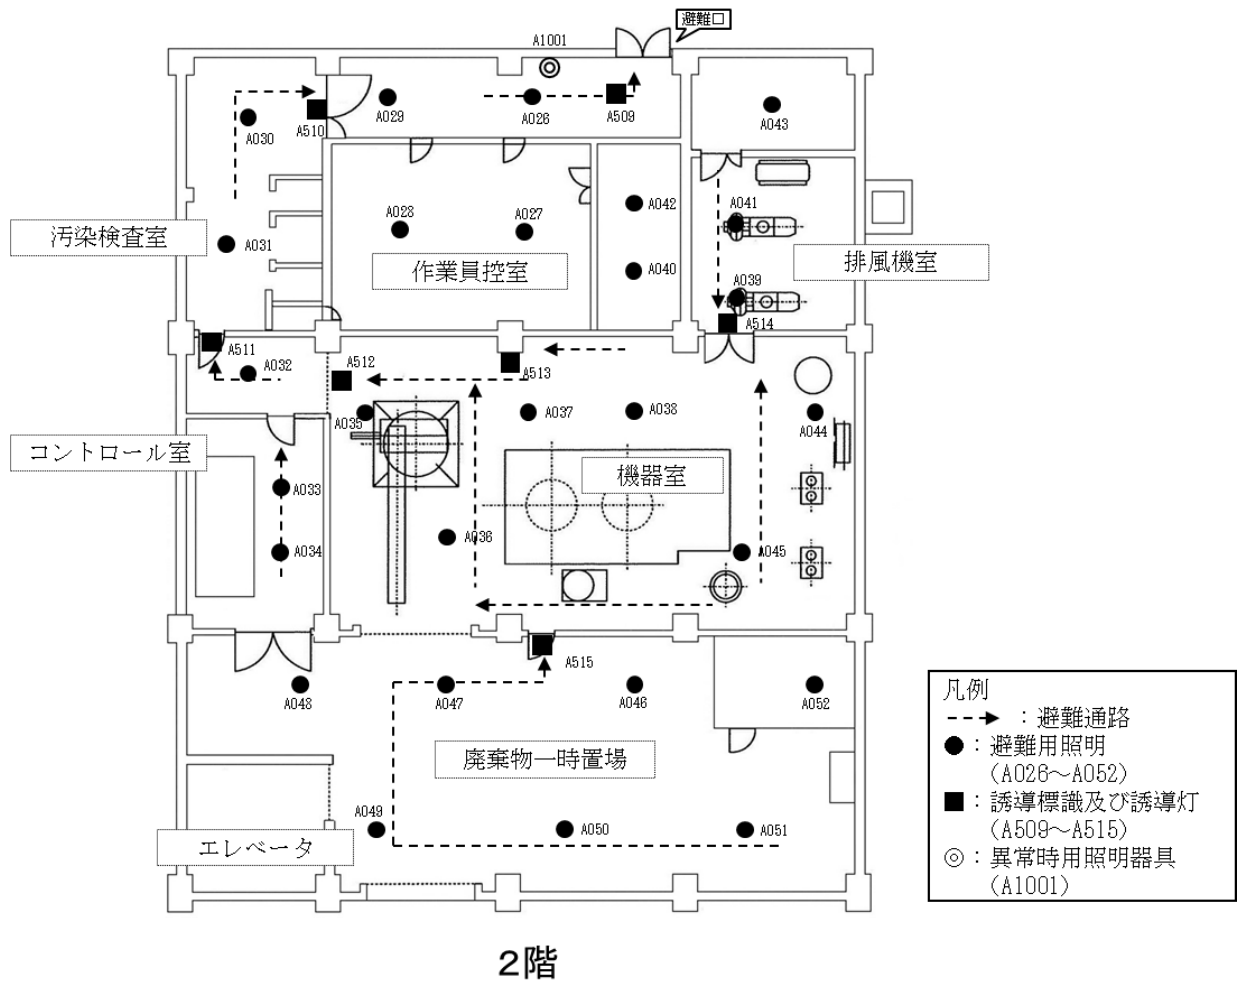 避難口
A1001
A029
A026
A509
A043
A030
A510
A042
A041
A028
A027
汚染検査室
A031
作業員控室
A040
排風機室
A039
A514
A511
A032
A512
A513
A035
A037
A038
A044
コントロール室
機器室
A033
A036
A034
A045
A515
A048
A047
A046
A052
廃棄物一時置場
A049
A050
A051
エレベータ
凡例
:避難通路
:避難用照明
(A026~A052)
:誘導標識及び誘導灯
(A509~A515)
:異常時用照明器具
(A1001)
2階